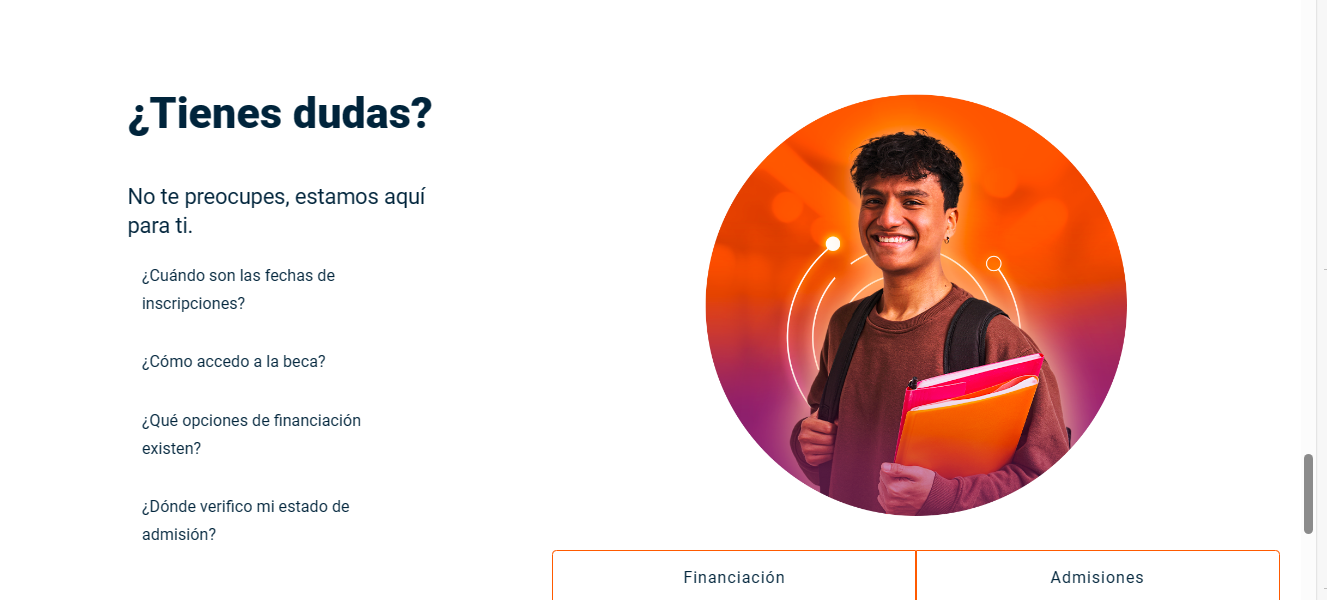 ¿Tienes dudas?
No te preocupes, estamos aquí
para ti.
¿Cuándo son las fechas de
inscripciones?
¿Cómo accedo a la beca?
¿Qué opciones de financiación
existen?
¿Dónde verifico mi estado de
admisión?
Financiación
Admisiones